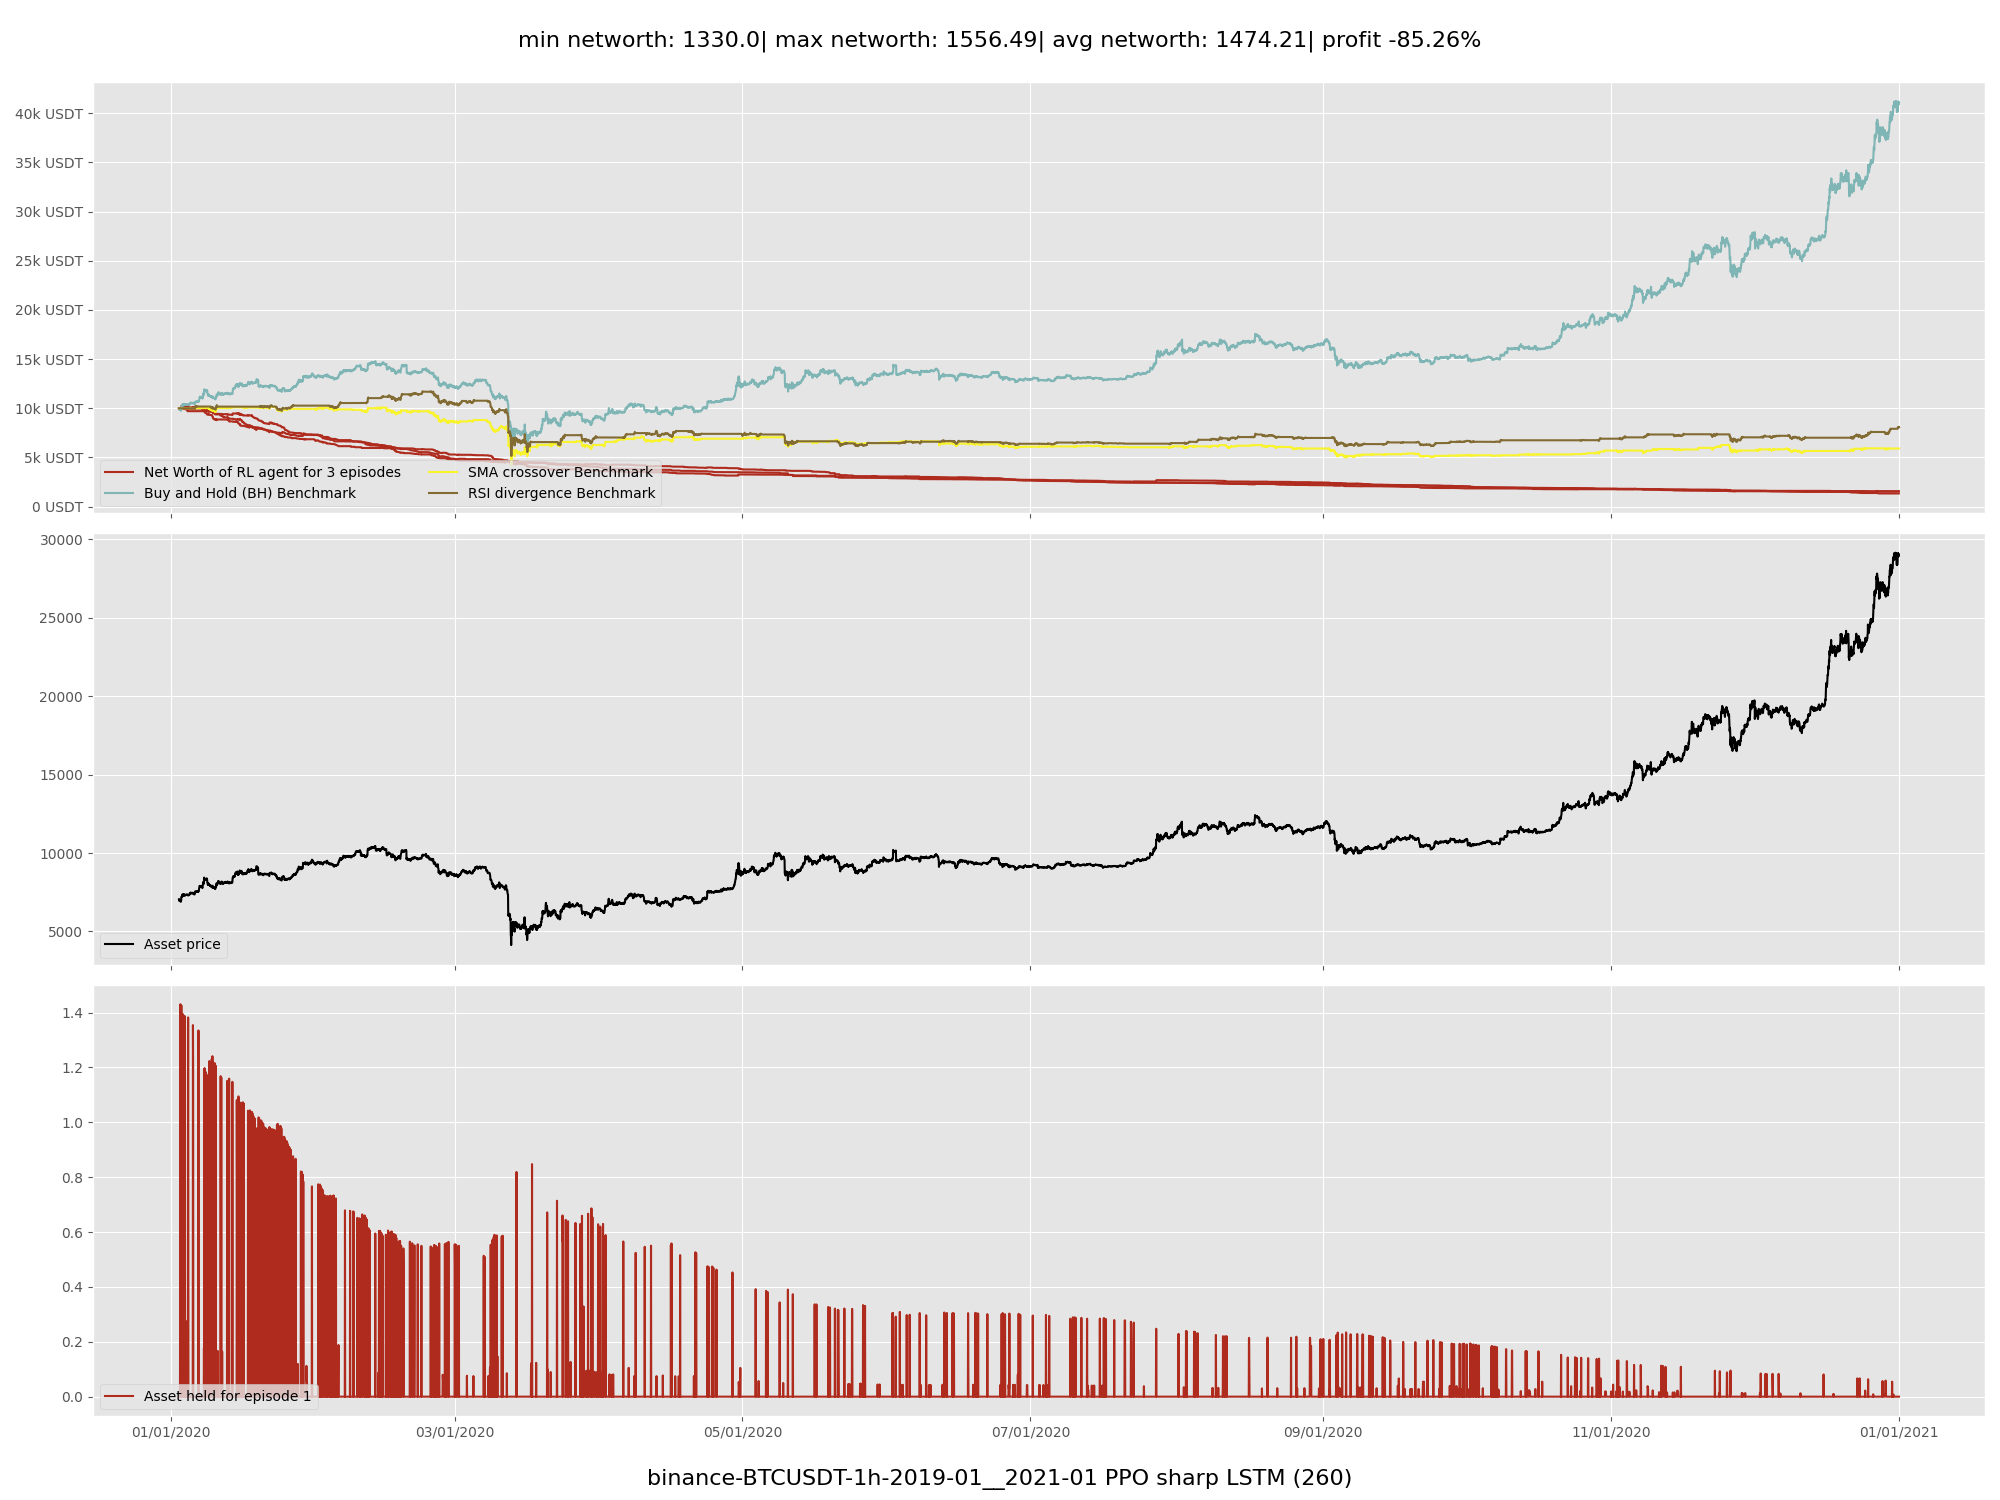 min networth: 1330.0| max networth: 1556.49| avg networth: 1474.21| profit -85.26%
40k USDT
35k USDT
30k USDT
25k USDT
20k USDT
15k USDT
10k USDT
5k USDT
0 USDT
Net Worth of RL agent for 3 episodes
Buy and Hold (BH) Benchmark
SMA crossover Benchmark
RSI divergence Benchmark
30000
25000
20000
15000
10000
5000
Asset price
1.4
1.2
1.0
0.8
0.6
0.4
0.2
0.0
Asset held for episode 1
01/01/2020 03/01/2020 05/01/2020 07/01/2020 09/01/2020 11/01/2020 01/01/2021
binance-BTCUSDT-1h-2019-01__2021-01 PPO sharp LSTM (260)